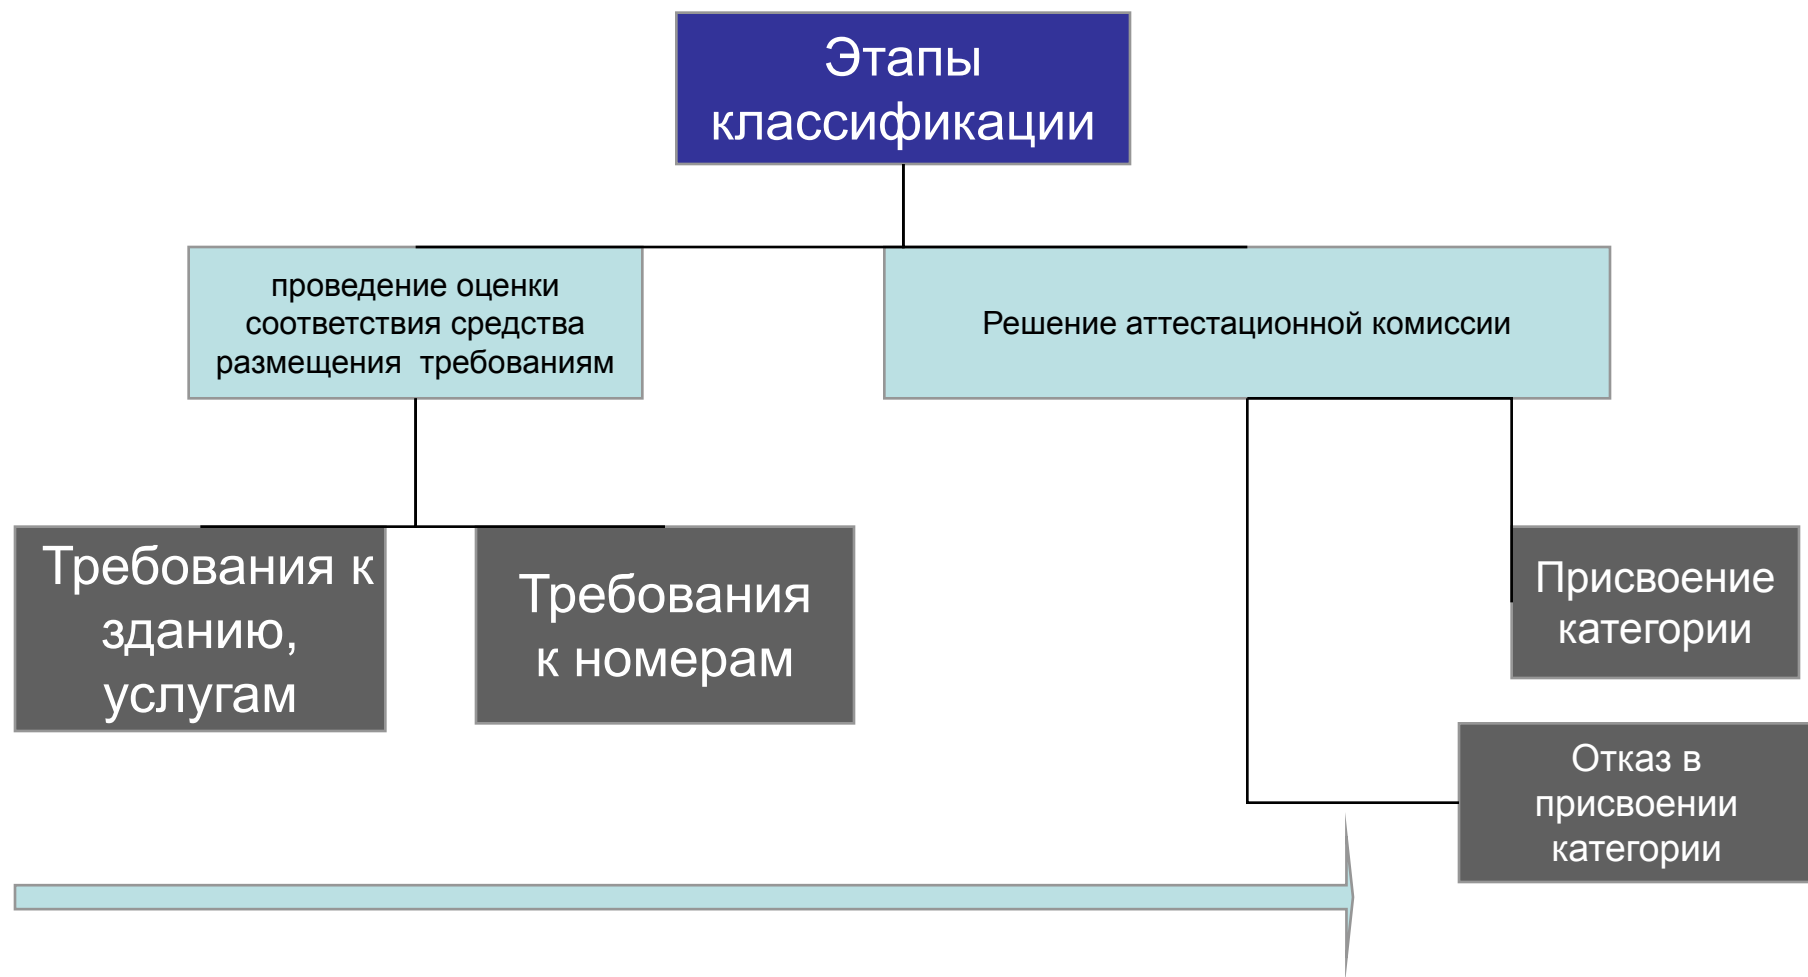 Этапы
классификации
проведение оценки
соответствия средства
размещения требованиям
Решение аттестационной комиссии
Требования к
зданию,
услугам
Требования
к номерам
Присвоение
категории
Отказ в
присвоении
категории